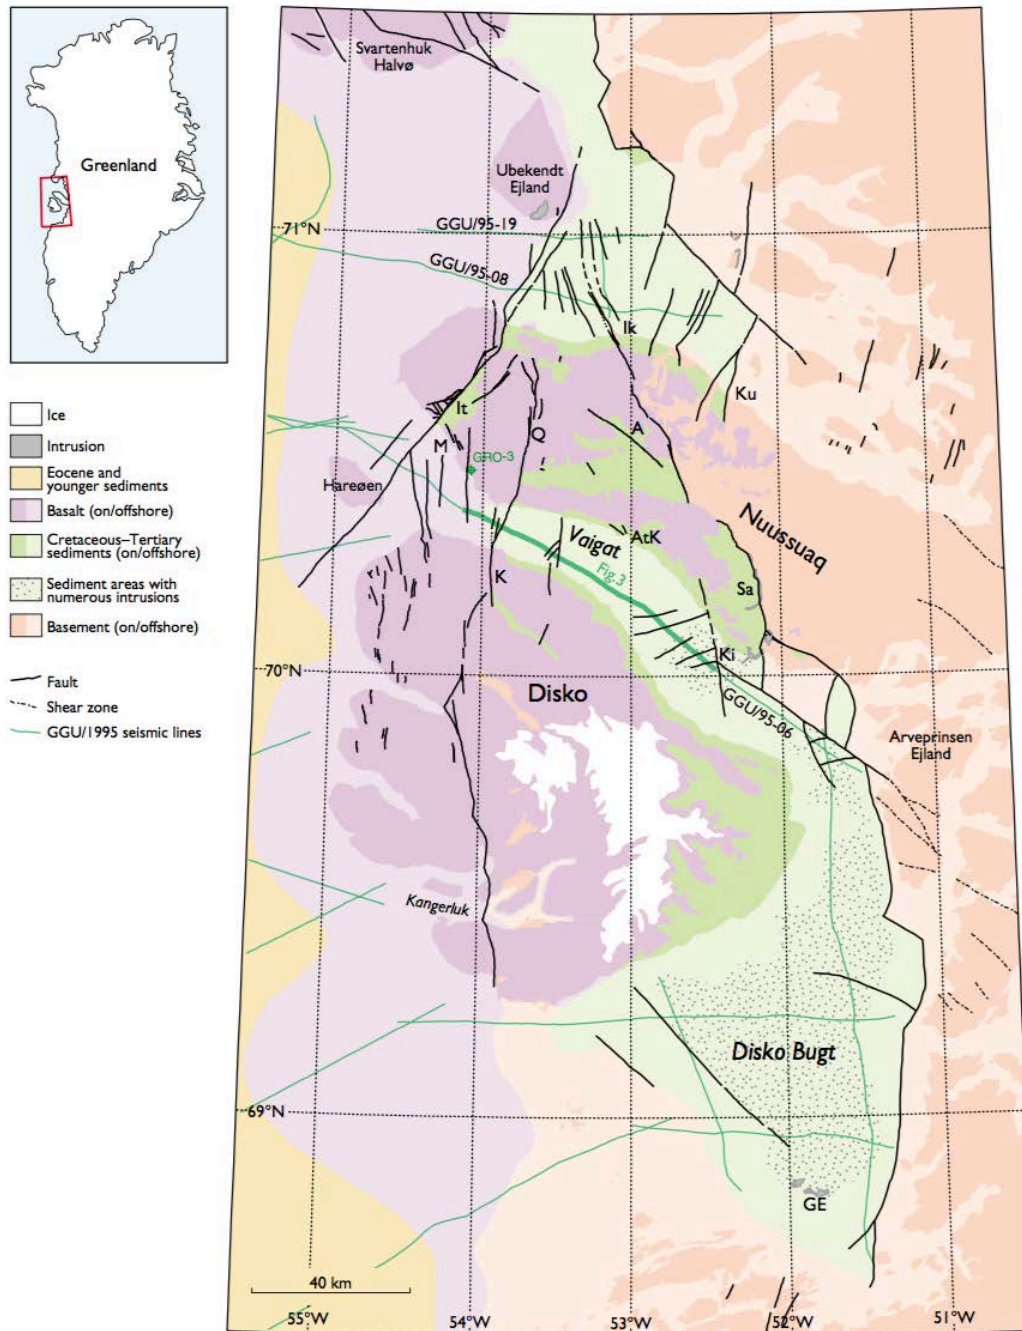 Greenland
Ice
Intrusion
Eocene and
younger sediments
Basalt (on/offshore)
Cretaceous–Tertiary
sediments (on/offshore)
Sediment areas with
numerous intrusions
Basement (on/offshore)
Fault
Shear zone
GGU/1995 seismic lines
Svartenhuk
Halvø
Ubekendt
Ejland
71°N
GGU/95-19
GGU/95-08
Ik
Ku
It
A
Q
M
GRO-3
Hareøen
Nuussuaq
Vaigat
AtK
Fig.3
K
Sa
Ki
70°N
Disko
GGU/95-06
Arveprinsen
Ejland
Kangerluk
Disko Bugt
69°N
GE
40 km
55°W
54°W
53°W
52°W
51°W